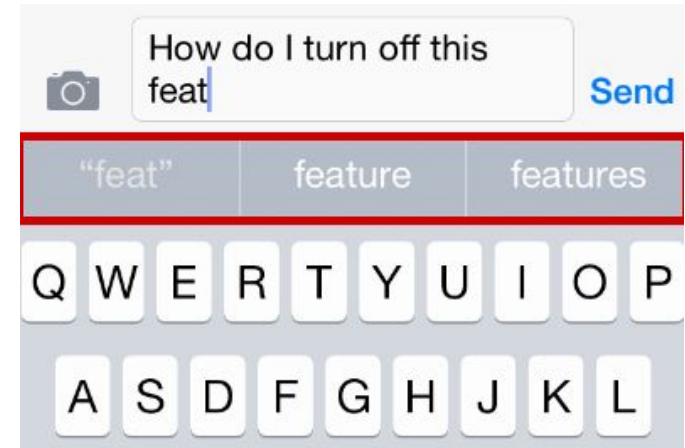 How do I turn off this
feat
Send
“feat” feature features
Q W E R T Y U I O P
A S D F G H J K L